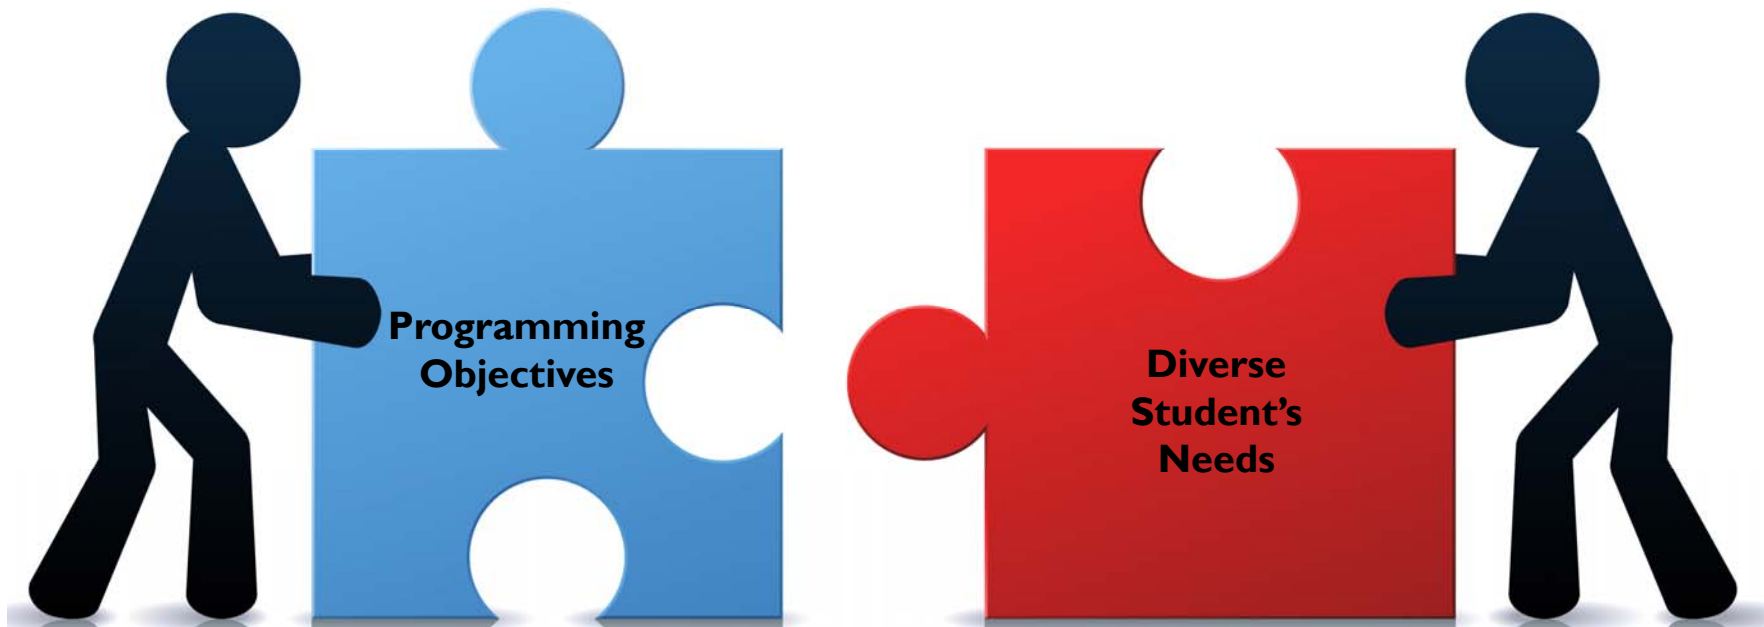 Programming
Objectives
Diverse
Student’s
Needs